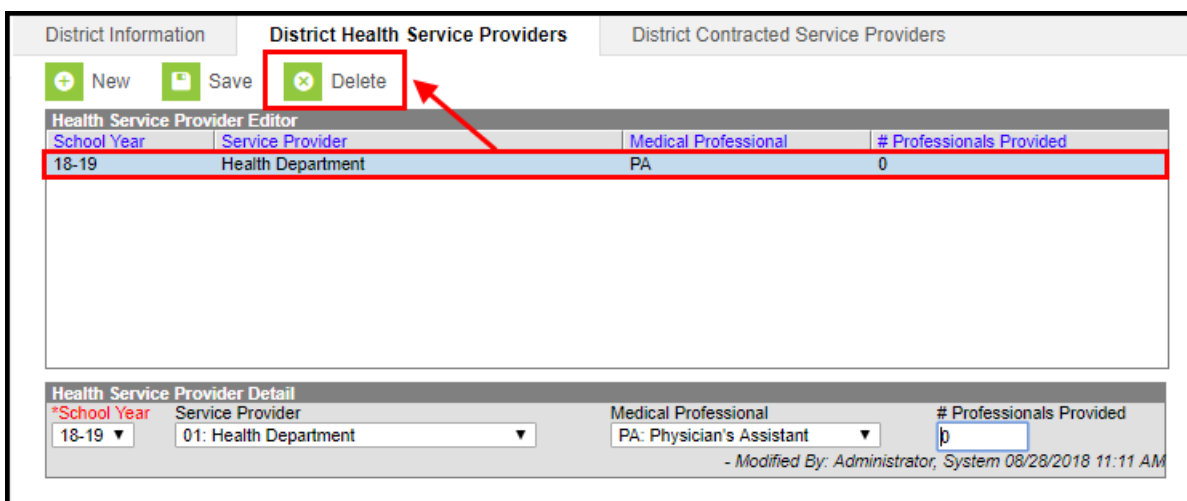 District Information District Health Service Providers District Contracted Service Providers
New Save Delete
Health Service Provider Editor
School Year Service Provider Medical Professional # Professionals Provided
18-19 Health Department PA 0
Health Service Provider Detail
*School Year Service Provider Medical Professional # Professionals Provided
18-19 01: Health Department PA: Physician's Assistant 0
- Modified By: Administrator, System 08/28/2018 11:11 AM